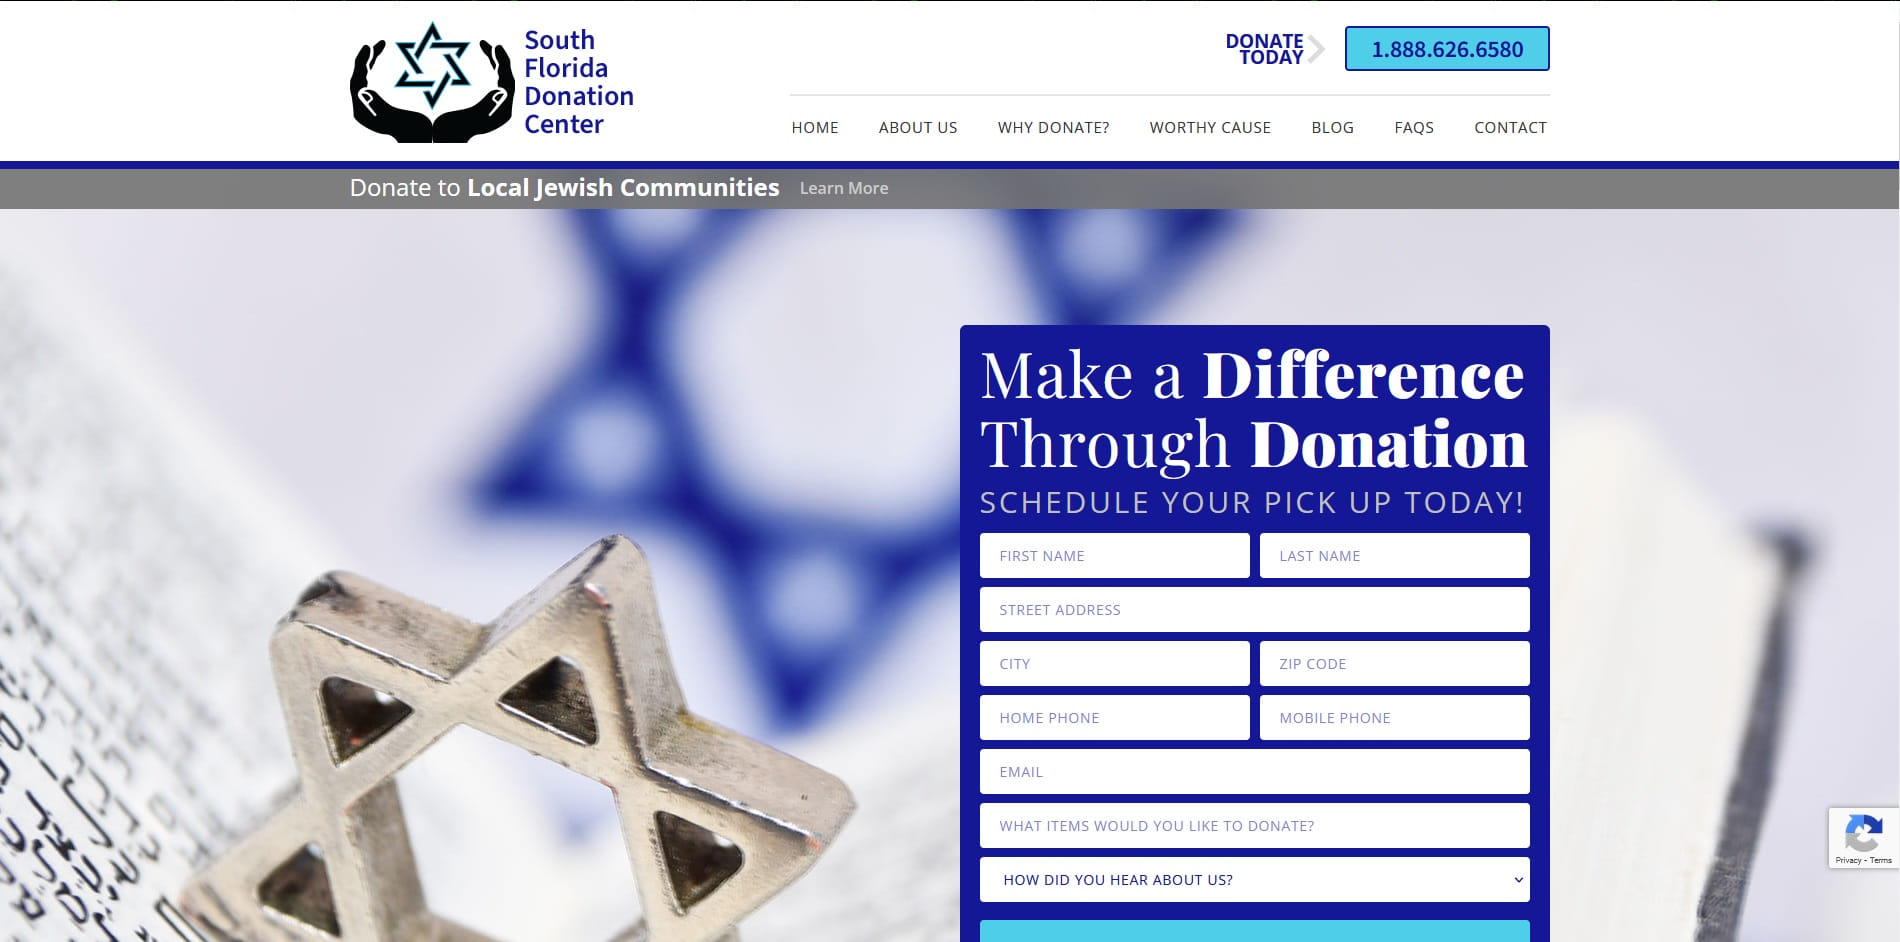 South
Florida
Donation
Center
DONATE
TODAY
1.888.626.6580
HOME ABOUT US WHY DONATE? WORTHY CAUSE BLOG FAQS CONTACT
Donate to Local Jewish Communities Learn More
Make a Difference
Through Donation
SCHEDULE YOUR PICK UP TODAY!
FIRST NAME LAST NAME
STREET ADDRESS
CITY ZIP CODE
HOME PHONE MOBILE PHONE
EMAIL
WHAT ITEMS WOULD YOU LIKE TO DONATE?
HOW DID YOU HEAR ABOUT US?
Privacy - Terms